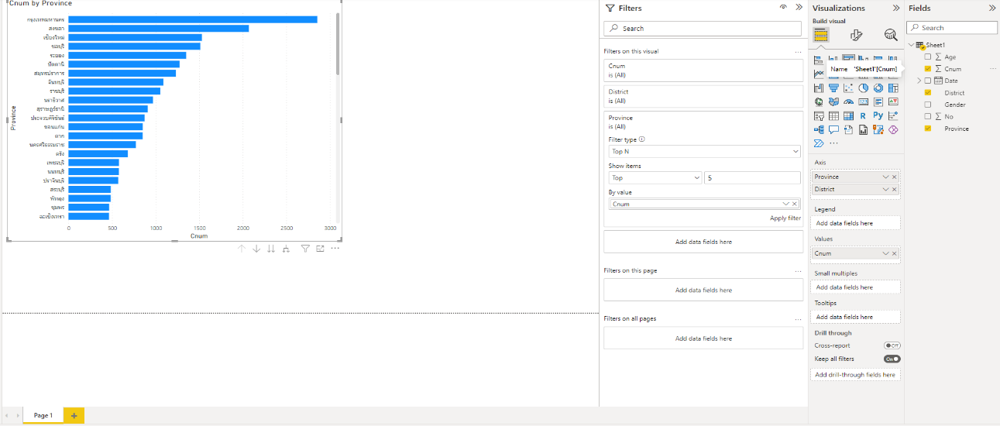 Cnum by Province
Province
กรุงเทพมหานคร
สงขลา
เชียงใหม่
ชลบุรี
ระยอง
ปัตตานี
สมุทรปราการ
จันทบุรี
ราชบุรี
นราธิวาส
สุราษฎร์ธานี
ประจวบคีรีขันธ์
ขอนแก่น
ตาก
นครศรีธรรมราช
ตรัง
เพชรบุรี
นนทบุรี
ปราจีนบุรี
สระบุรี
พัทลุง
ชุมพร
ฉะเชิงเทรา
0 500 1000 1500 2000 2500 3000
Cnum
Page 1
Filters
Search
Filters on this visual
Cnum
is (All)
District
is (All)
Province
is (All)
Filter type
Top N
Show items
Top 5
By value
Cnum
Apply filter
Add data fields here
Filters on this page
Add data fields here
Filters on all pages
Add data fields here
Visualizations
Build visual
Name 'Sheet1'[Cnum]
123
R Py
Axis
Province
District
Legend
Add data fields here
Values
Cnum
Small multiples
Add data fields here
Tooltips
Add data fields here
Drill through
Cross-report Off
Keep all filters On
Add drill-through fields here
Fields
Search
Sheet1
Age
Cnum
Date
District
Gender
No
Province